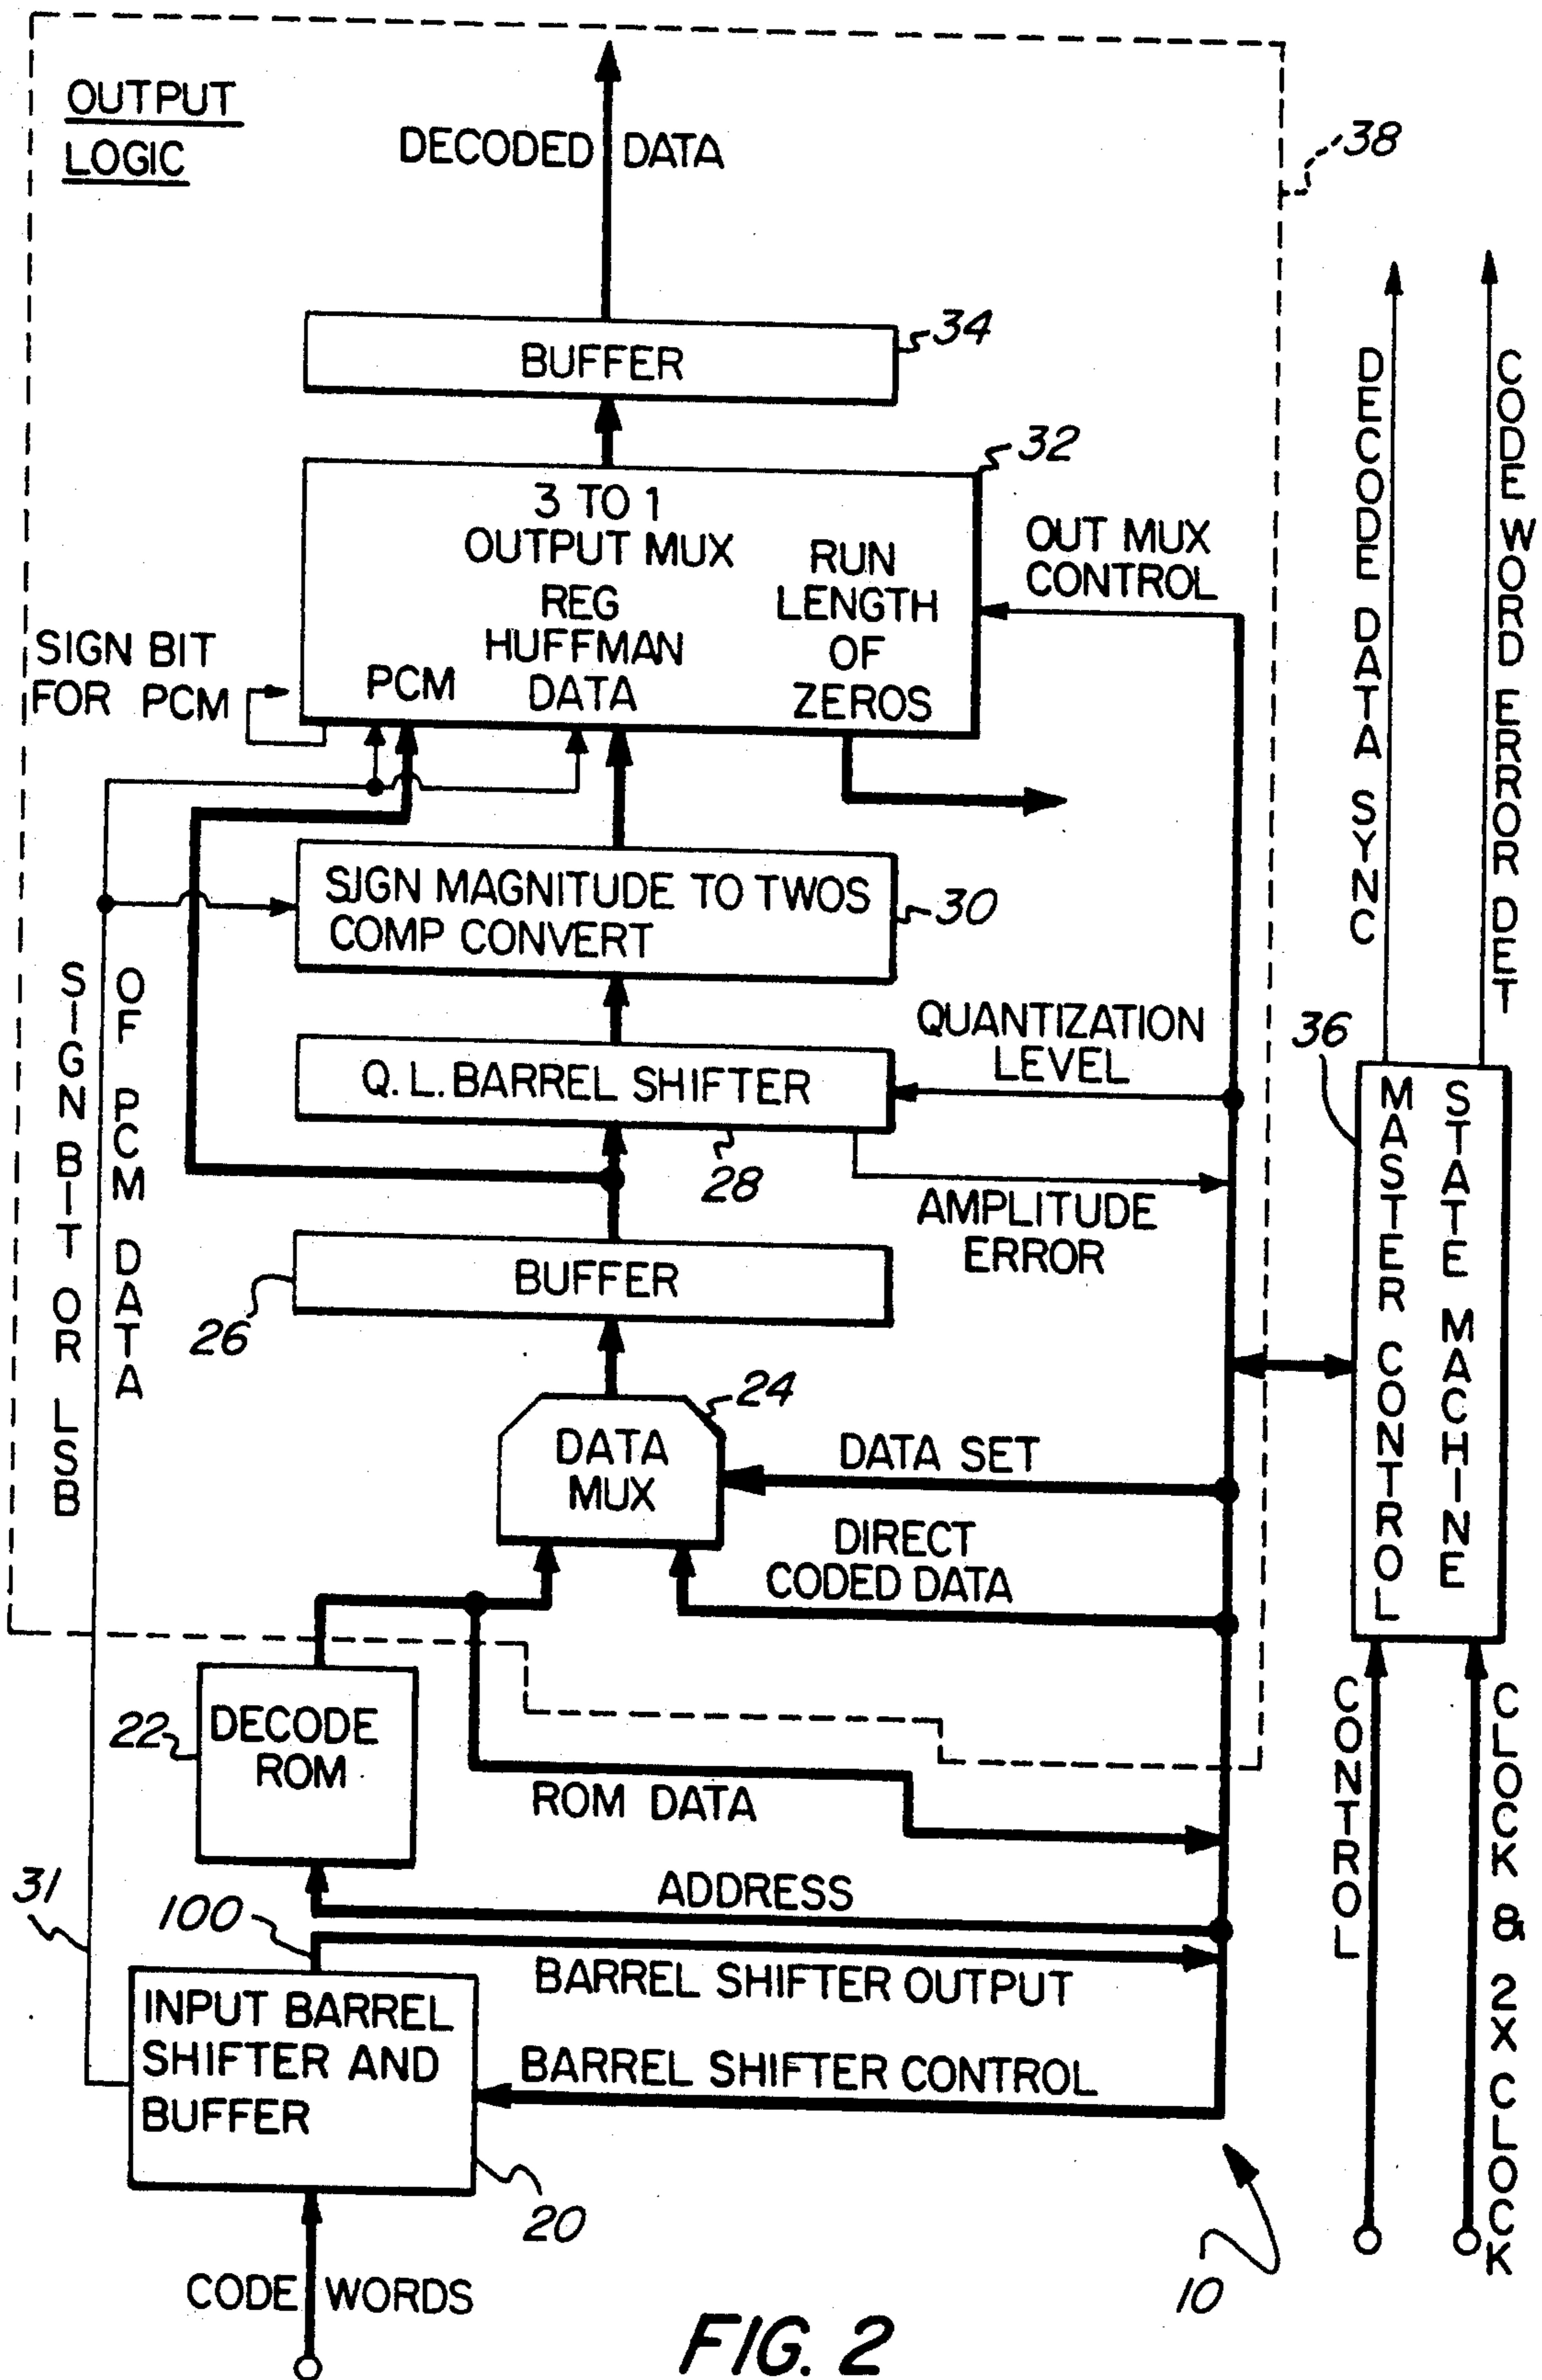 OUTPUT
LOGIC
DECODED DATA
38
34
BUFFER
32
3 TO 1
OUTPUT MUX
REG
HUFFMAN
DATA
RUN
LENGTH
OF
ZEROS
PCM
OUT MUX
CONTROL
SIGN BIT
FOR PCM
DECODE DATA SYNC
CODE WORD ERROR DET
SIGN MAGNITUDE TO TWOS
COMP CONVERT
30
SIGN BIT OR LSB
OF PCM DATA
QUANTIZATION
LEVEL
Q. L. BARREL SHIFTER
28
AMPLITUDE
ERROR
36
MASTER CONTROL
STATE MACHINE
BUFFER
26
24
DATA
MUX
DATA SET
DIRECT
CODED DATA
22
DECODE
ROM
ROM DATA
CONTROL
CLOCK & 2X CLOCK
31
100
ADDRESS
BARREL SHIFTER OUTPUT
INPUT BARREL
SHIFTER AND
BUFFER
BARREL SHIFTER CONTROL
20
10
CODE WORDS
FIG. 2